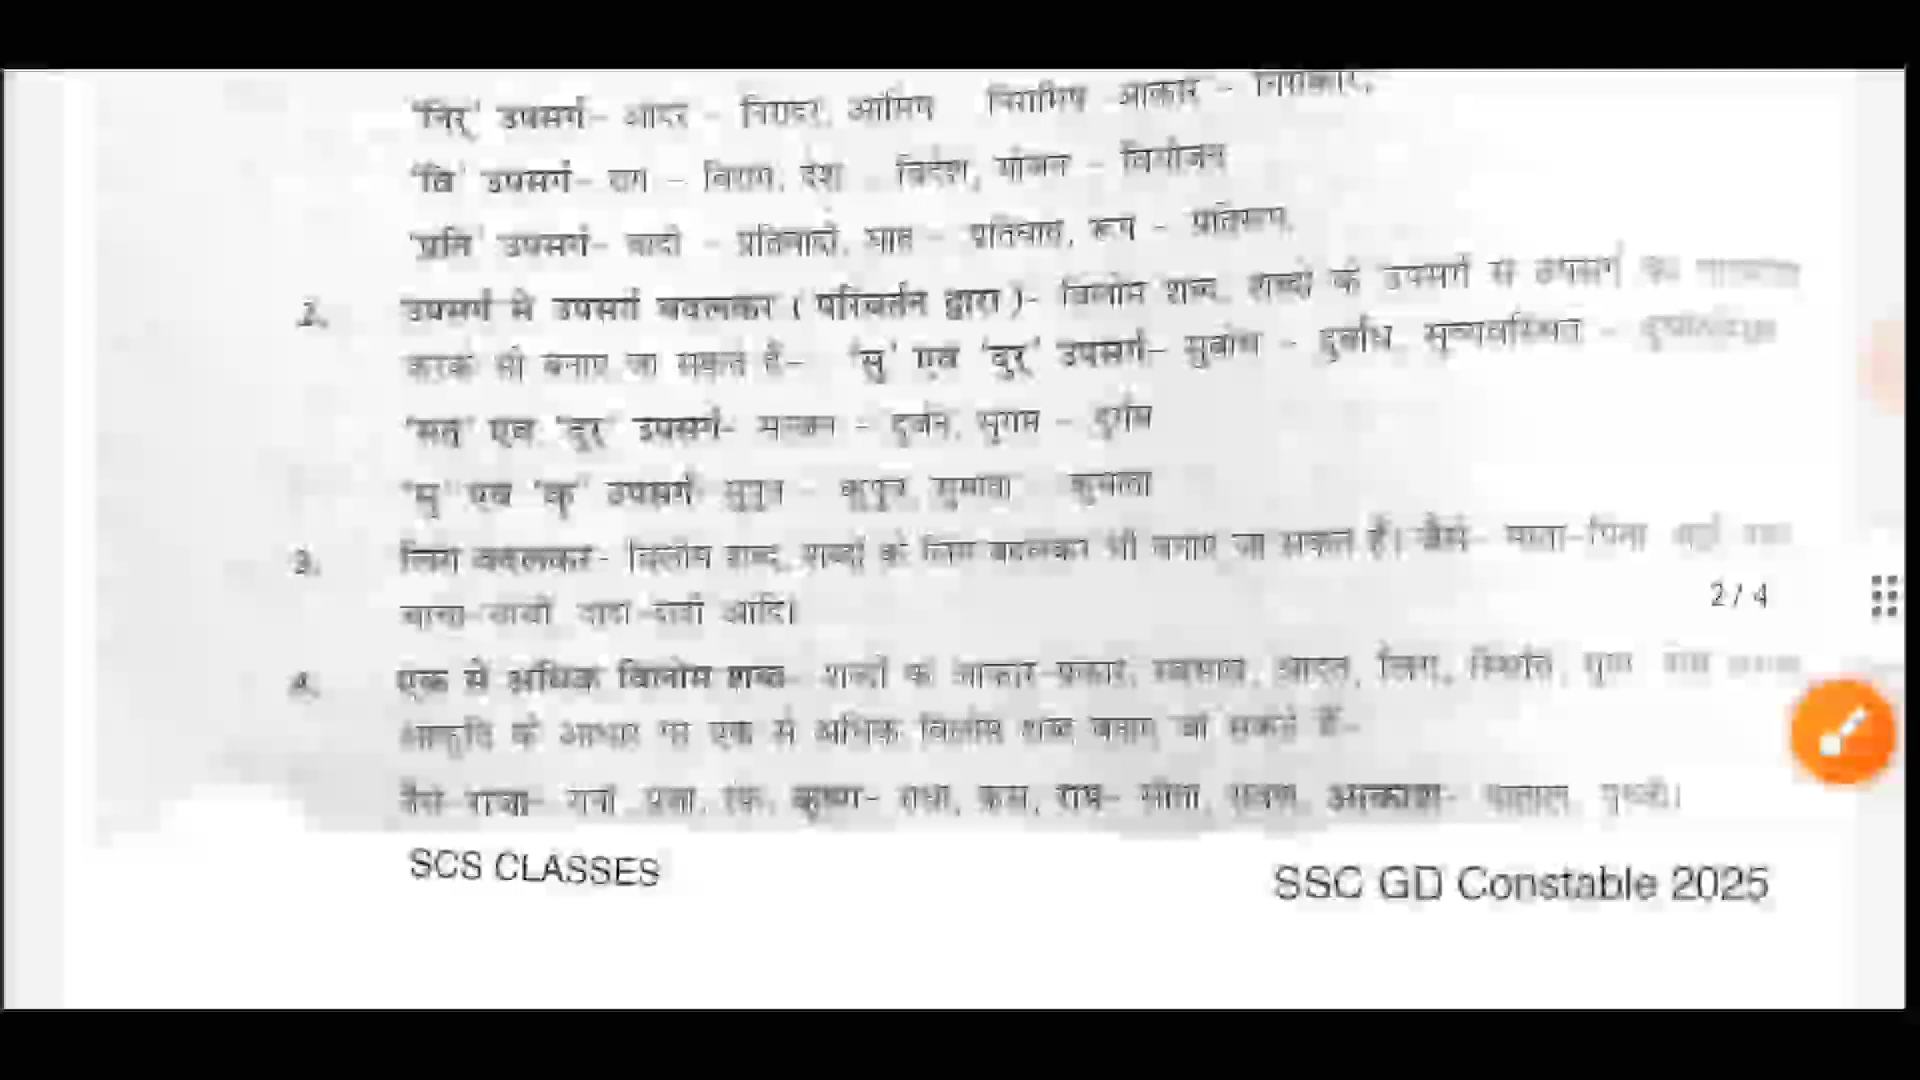 'निर्' उपसर्ग- आदर - निरादर, आमिष निरामिष आकार - निराकार,
'वि' उपसर्ग- राग - विराग, देश विदेश, योजन - वियोजन
'प्रति' उपसर्ग- वादी - प्रतिवादी, घात - प्रतिघात, रूप - प्रतिरूप,
2. उपसर्ग में उपसर्ग बदलकर (परिवर्तन द्वारा)- विलोम शब्द, शब्दों के उपसर्ग से उपसर्ग का
करके भी बनाए जा सकते हैं- 'सु' एवं 'दुर्' उपसर्ग- सुबोध - दुर्बोध, सुव्यवस्थित -
'सत्' एवं 'दुर्' उपसर्ग- सज्जन - दुर्जन, सुगम - दुर्गम
'सु' एवं 'कु' उपसर्ग सुपुत्र - कुपुत्र, सुमाता कुमाता
3. लिंग बदलकर- विलोम शब्द, शब्दों के लिंग बदलकर भी बनाए जा सकते हैं। जैसे- माता-पिता
चाचा-चाची दादा-दादी आदि।
2 / 4
4. एक से अधिक विलोम शब्द- शब्दों के आकार-प्रकार, स्वभाव, आदत, लिंग, स्थिति, गुण
के आधार पर एक से अधिक विलोम शब्द बनाए जा सकते हैं-
जैसे-राजा- रानी, प्रजा, रंक, कृष्ण- राधा, कंस, राम- सीता, रावण, आकाश- पाताल, पृथ्वी।
SCS CLASSES
SSC GD Constable 2025